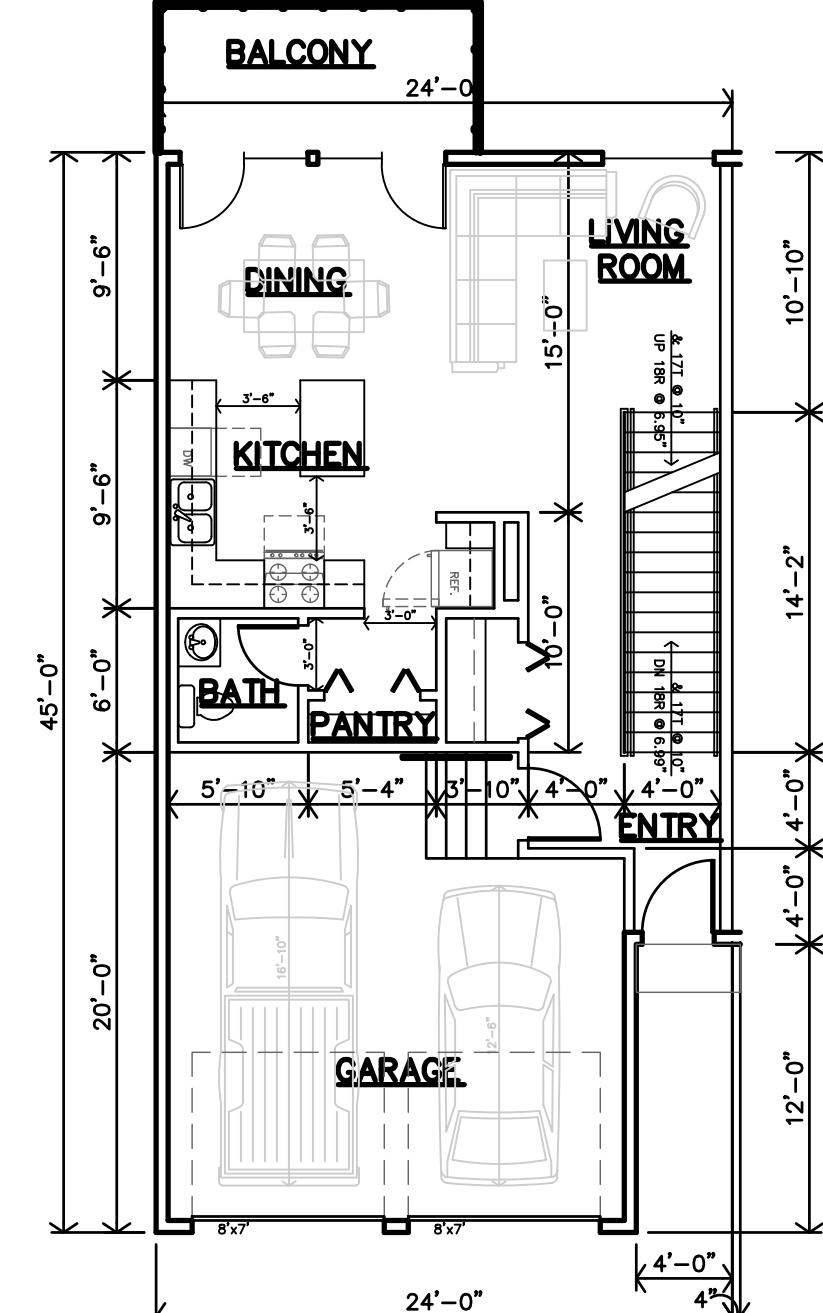 BALCONY
24'-0
LIVING
ROOM
DINING
9'-6"
10'-10"
15'-0"
3'-6"
KITCHEN
DW
UP 18R @ 6.95"
& 17T @ 10"
9'-6"
3'-6"
REF.
14'-2"
3'-0"
3'-0"
10'-0"
45'-0"
6'-0"
BATH
PANTRY
DN 18R @ 6.99"
& 17T @ 10"
5'-10"
5'-4"
3'-10"
4'-0"
4'-0"
4'-0"
ENTRY
4'-0"
16'-10"
12'-6"
20'-0"
GARAGE
12'-0"
8'x7'
8'x7'
4'-0"
24'-0"
4"